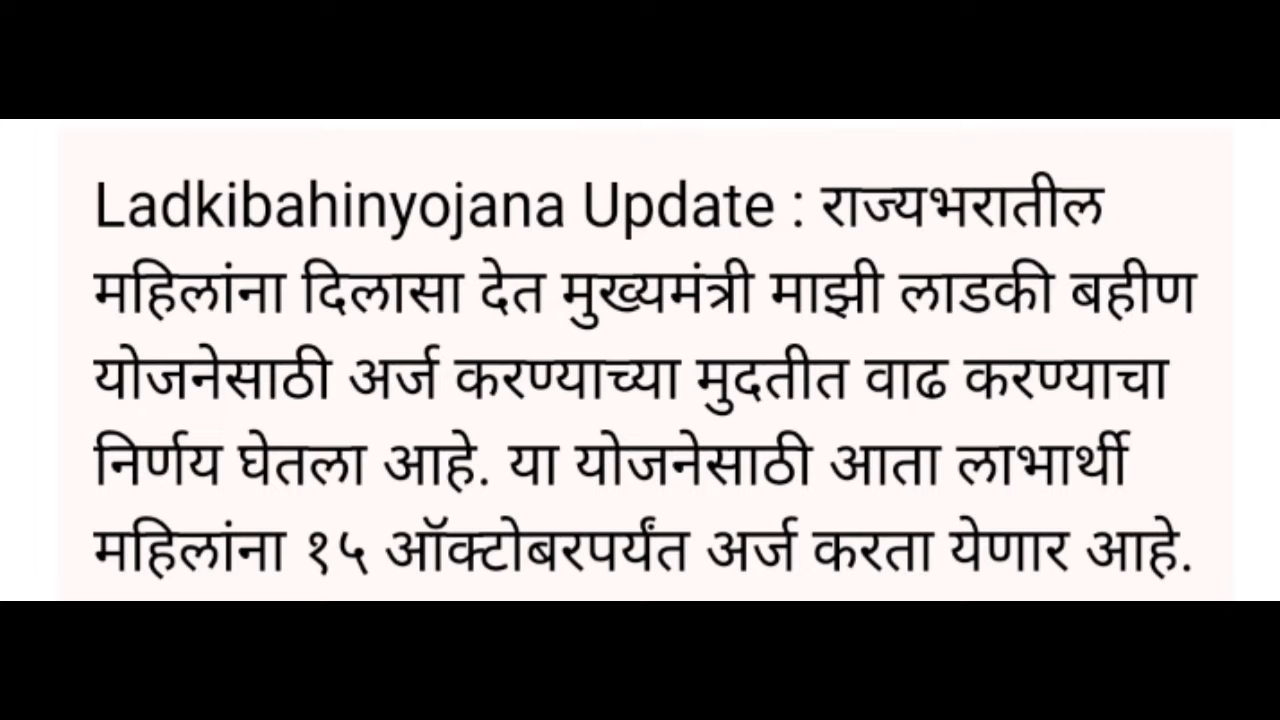 Ladkibahinyojana Update : राज्यभरातील
महिलांना दिलासा देत मुख्यमंत्री माझी लाडकी बहीण
योजनेसाठी अर्ज करण्याच्या मुदतीत वाढ करण्याचा
निर्णय घेतला आहे. या योजनेसाठी आता लाभार्थी
महिलांना १५ ऑक्टोबरपर्यंत अर्ज करता येणार आहे.